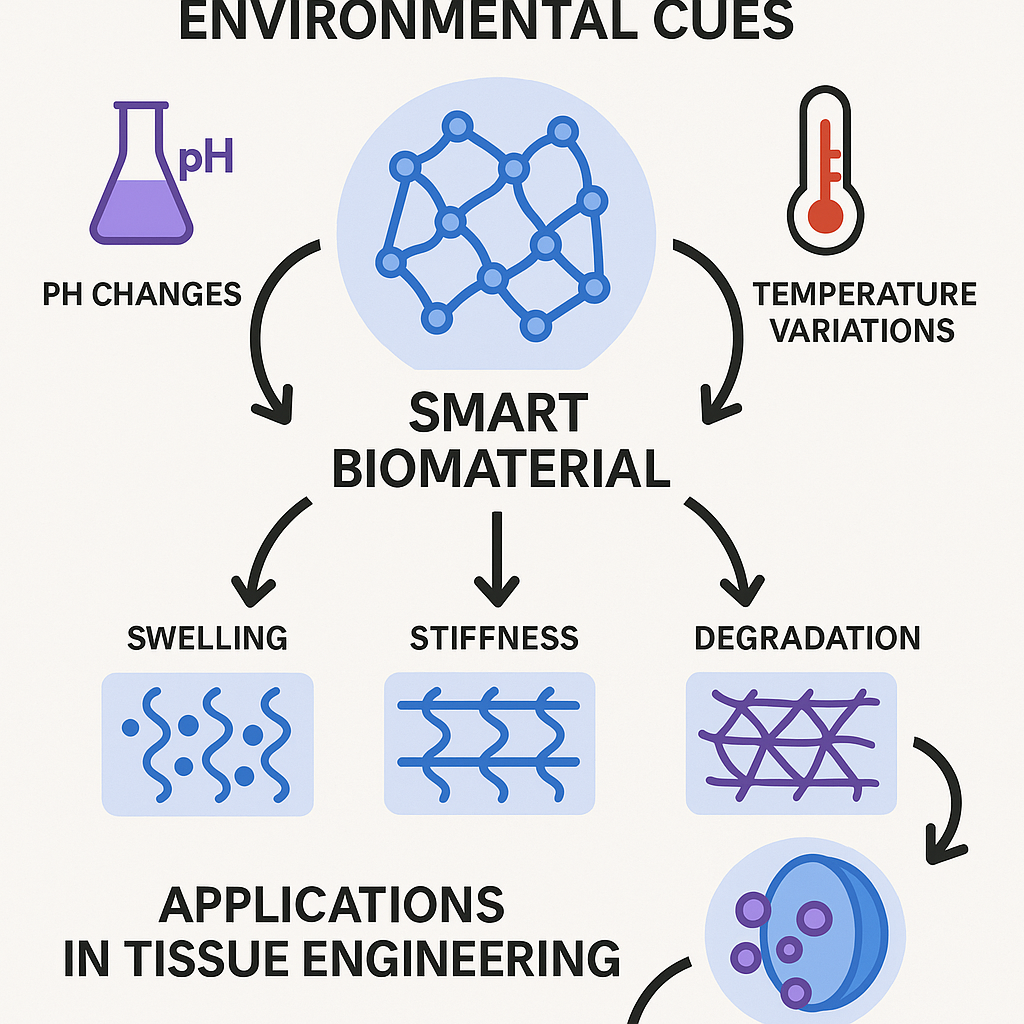 ENVIRONMENTAL CUES
pH
PH CHANGES
TEMPERATURE
VARIATIONS
SMART
BIOMATERIAL
SWELLING
STIFFNESS
DEGRADATION
APPLICATIONS
IN TISSUE ENGINEERING